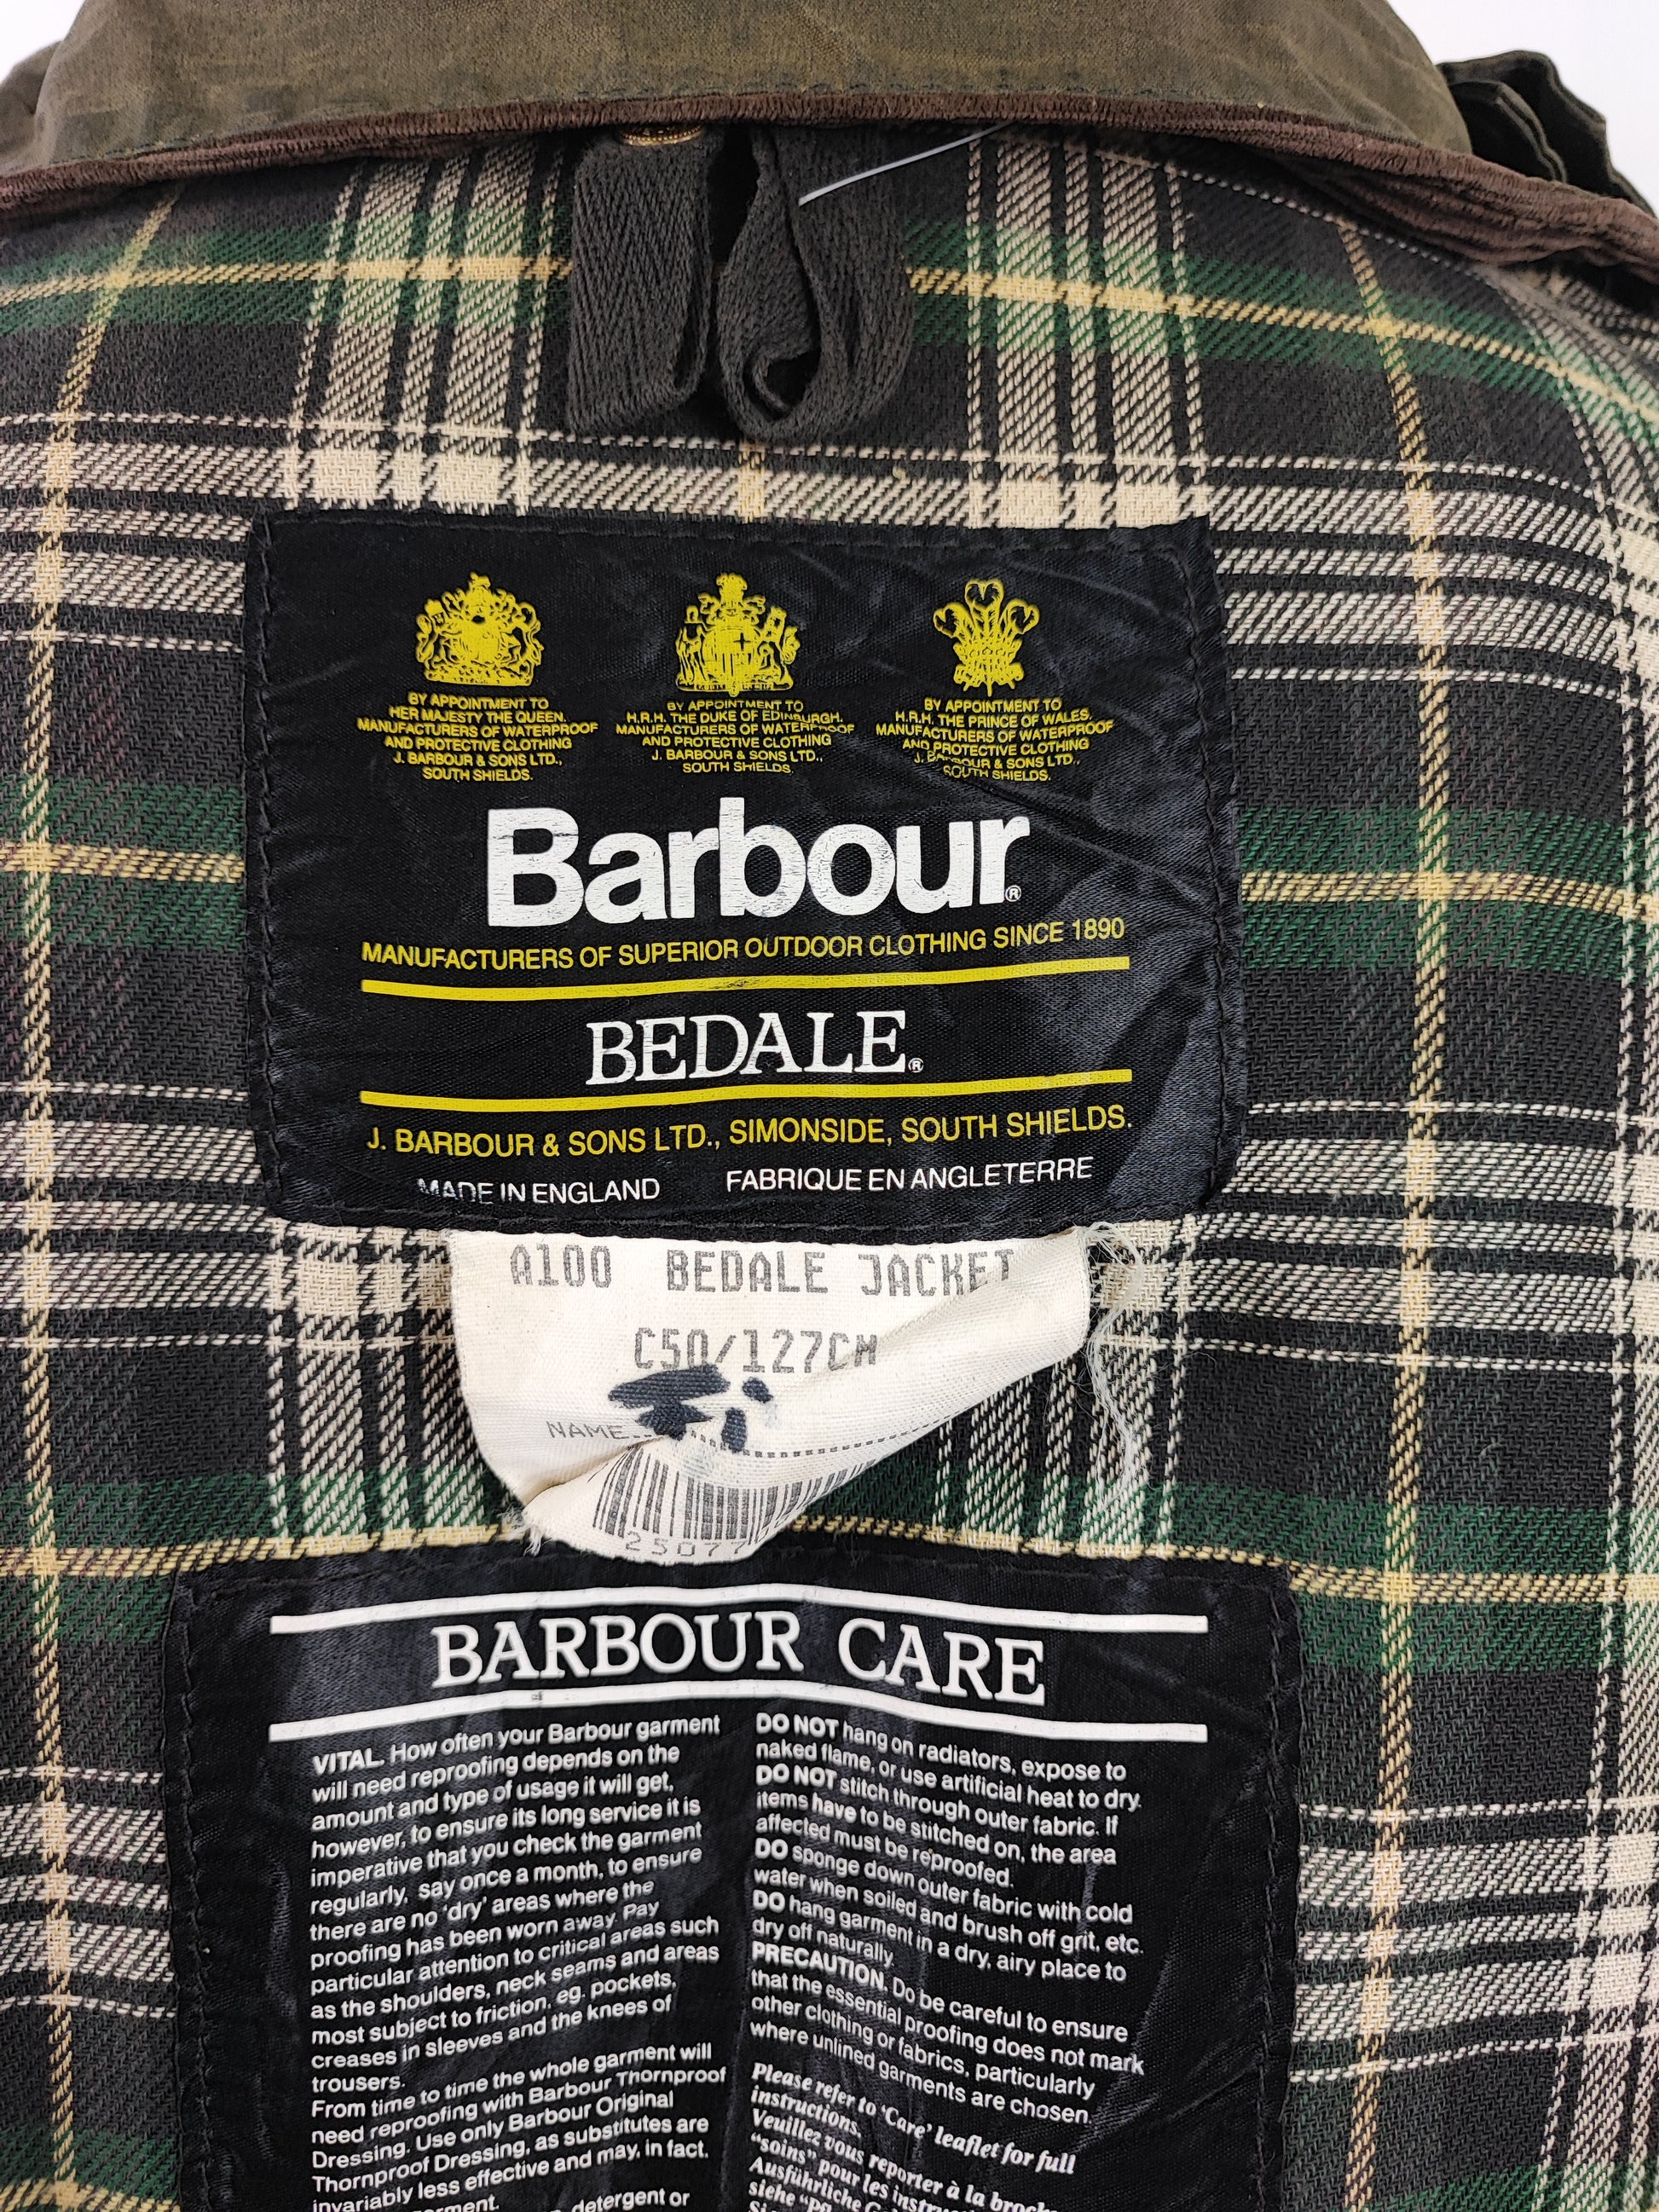 BY APPOINTMENT TO
HER MAJESTY THE QUEEN.
MANUFACTURERS OF WATERPROOF
AND PROTECTIVE CLOTHING
J. BARBOUR & SONS LTD.,
SOUTH SHIELDS.
BY APPOINTMENT TO
H.R.H. THE DUKE OF EDINBURGH.
MANUFACTURERS OF WATERPROOF
AND PROTECTIVE CLOTHING
J. BARBOUR & SONS LTD.,
SOUTH SHIELDS.
BY APPOINTMENT TO
H.R.H. THE PRINCE OF WALES.
MANUFACTURERS OF WATERPROOF
AND PROTECTIVE CLOTHING
J. BARBOUR & SONS LTD.,
SOUTH SHIELDS.
Barbour®
MANUFACTURERS OF SUPERIOR OUTDOOR CLOTHING SINCE 1890
BEDALE®
J. BARBOUR & SONS LTD., SIMONSIDE, SOUTH SHIELDS.
MADE IN ENGLAND FABRIQUE EN ANGLETERRE
A100 BEDALE JACKET
C50/127CM
NAME
25077
BARBOUR CARE
VITAL. How often your Barbour garment
will need reproofing depends on the
amount and type of usage it will get,
however, to ensure its long service it is
imperative that you check the garment
regularly, say once a month, to ensure
there are no 'dry' areas where the
proofing has been worn away. Pay
particular attention to critical areas such
as the shoulders, neck seams and areas
most subject to friction, eg. pockets,
creases in sleeves and the knees of
trousers.
From time to time the whole garment will
need reproofing with Barbour Thornproof
Dressing. Use only Barbour Original
Thornproof Dressing, as substitutes are
invariably less effective and may, in fact,
detergent or
DO NOT hang on radiators, expose to
naked flame, or use artificial heat to dry.
DO NOT stitch through outer fabric. If
items have to be stitched on, the area
affected must be reproofed.
DO sponge down outer fabric with cold
water when soiled and brush off grit, etc.
DO hang garment in a dry, airy place to
dry off naturally.
PRECAUTION. Do be careful to ensure
that the essential proofing does not mark
other clothing or fabrics, particularly
where unlined garments are chosen.
Please refer to 'Care' leaflet for full
instructions.
Veuillez vous reporter à la
"soins" pour les
Ausführliche
siehe